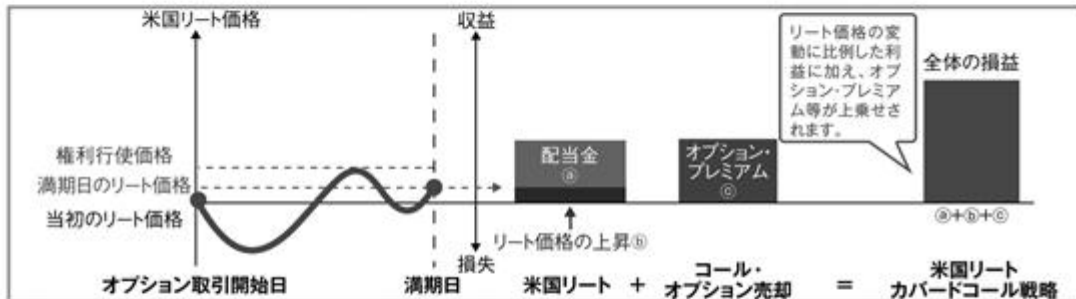 米国リート価格
収益
リート価格の変
動に比例した利
益に加え、オプ
ション・プレミア
ム等が上乗せさ
れます。
全体の損益
権利行使価格
満期日のリート価格
当初のリート価格
配当金
ⓐ
オプション・
プレミアム
ⓒ
リート価格の上昇ⓑ
ⓐ+ⓑ+ⓒ
損失
オプション取引開始日
満期日
米国リート
+
コール・
オプション売却
=
米国リート
カバードコール戦略